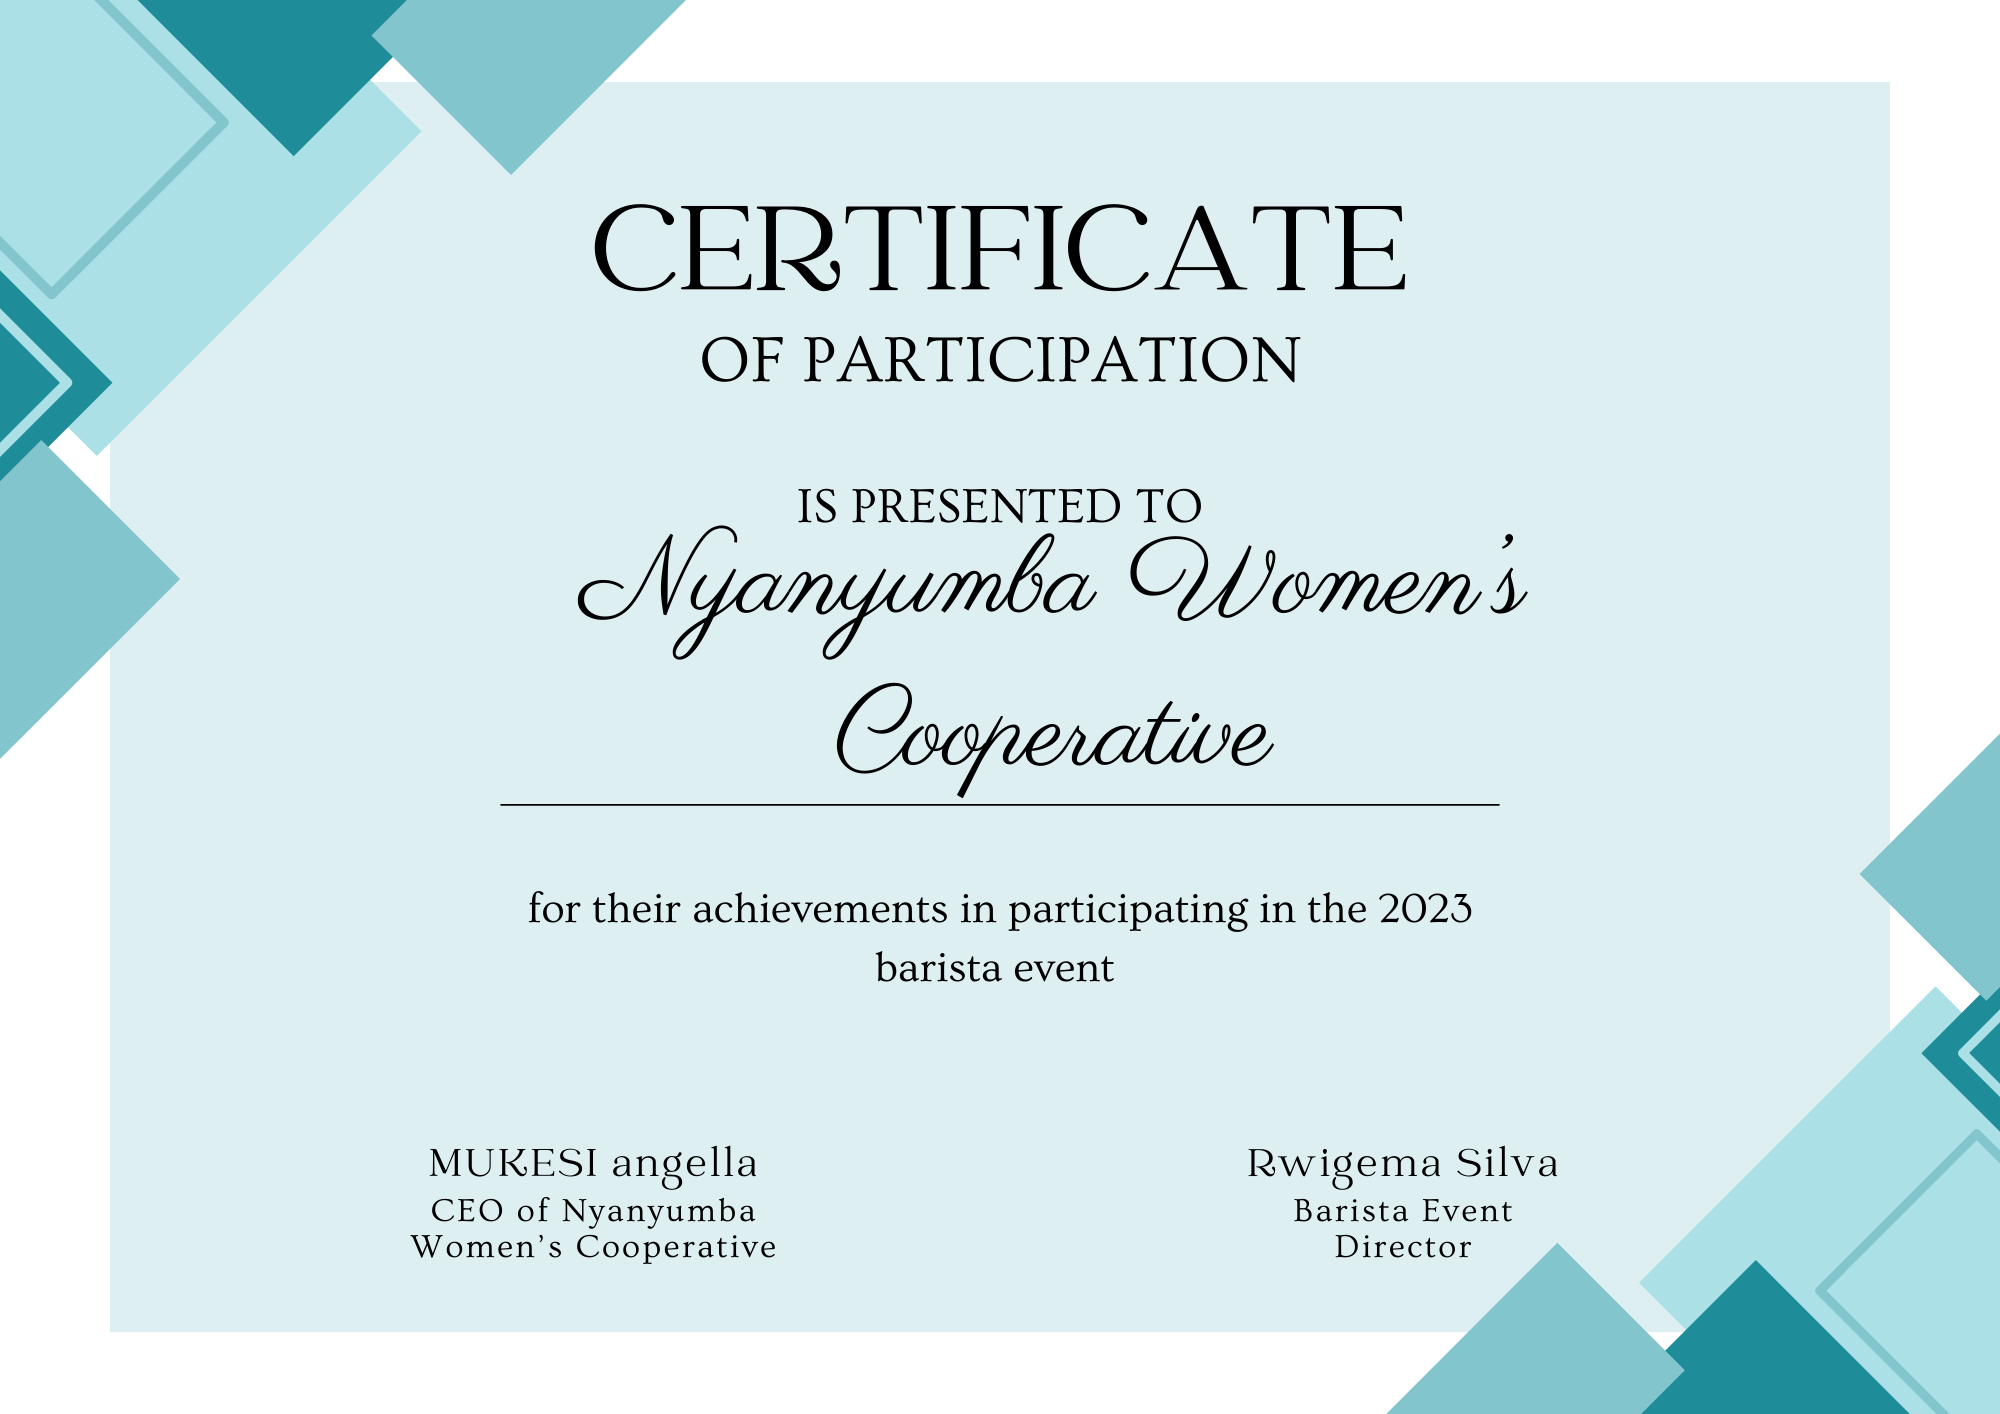 CERTIFICATE
OF PARTICIPATION
IS PRESENTED TO
Nyanyumba Women's
Cooperative
for their achievements in participating in the 2023
barista event
MUKESI angella
CEO of Nyanyumba
Women's Cooperative
Rwigema Silva
Barista Event
Director